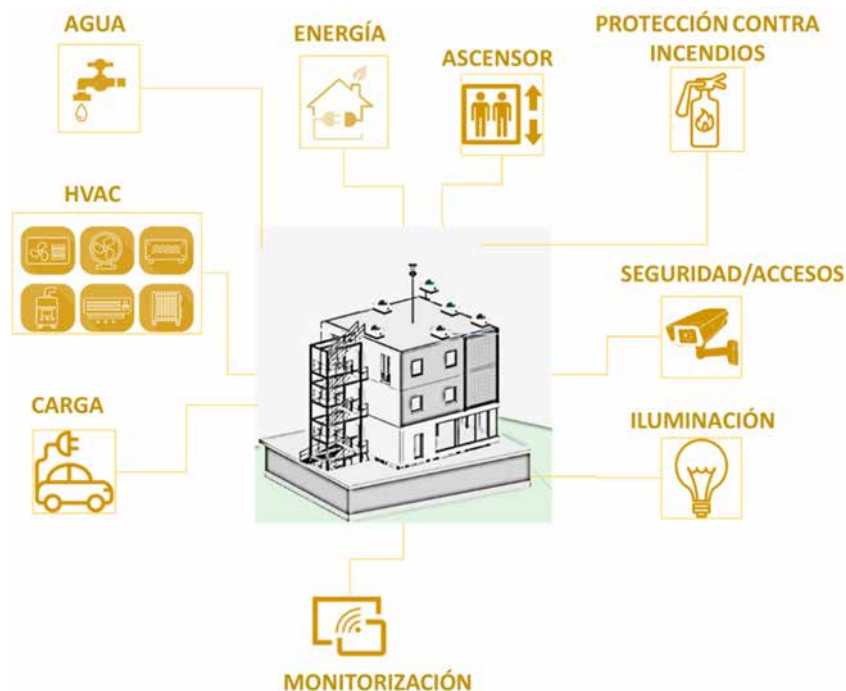 AGUA
ENERGÍA
ASCENSOR
PROTECCIÓN CONTRA
INCENDIOS
HVAC
SEGURIDAD/ACCESOS
CARGA
ILUMINACIÓN
MONITORIZACIÓN